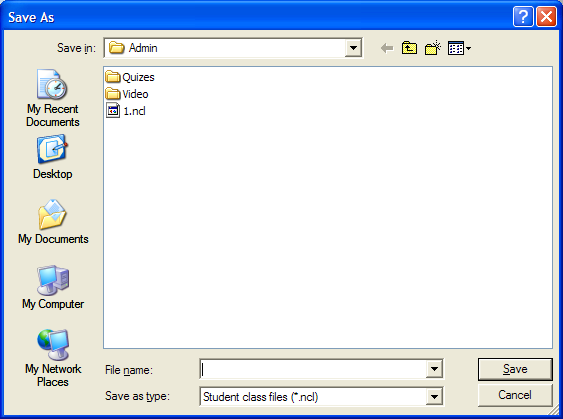 Save As
Save in: Admin
My Recent
Documents
Desktop
My Documents
My Computer
My Network
Places
Quizes
Video
1.ncl
File name:
Save
Save as type: Student class files (*.ncl)
Cancel